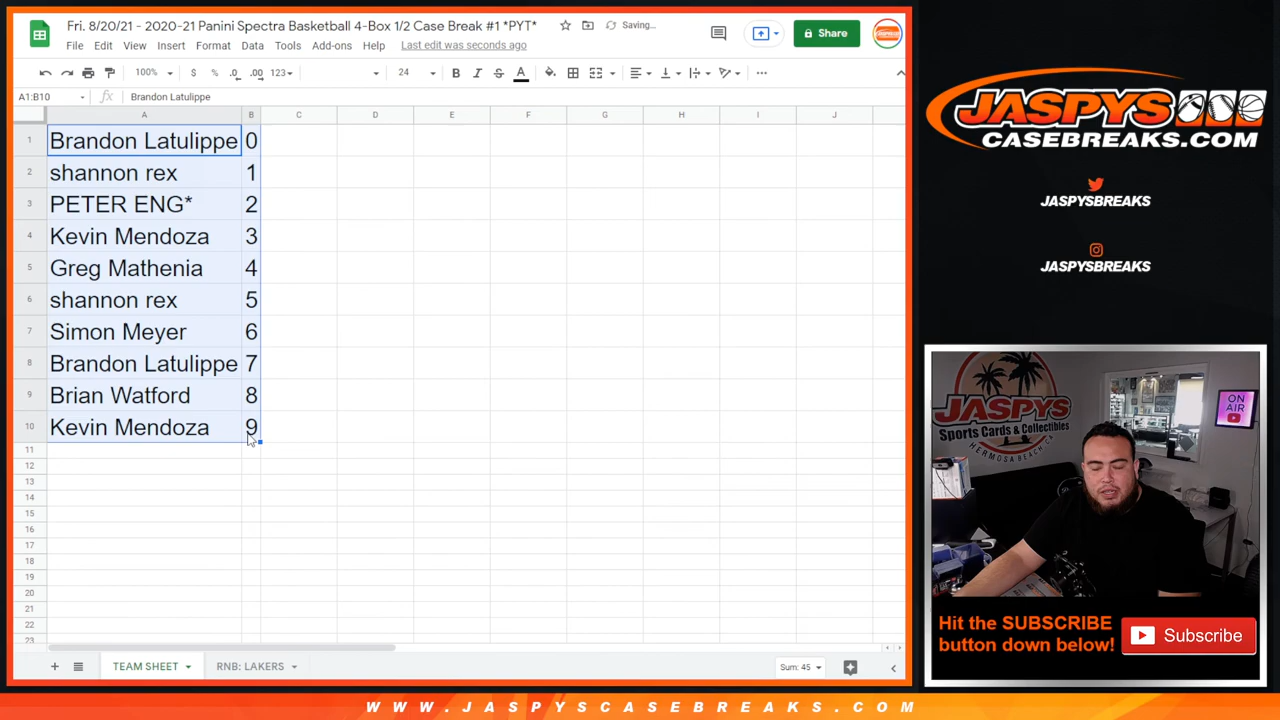 Fri. 8/20/21 - 2020-21 Panini Spectra Basketball 4-Box 1/2 Case Break #1 *PYT*
Saving...
File Edit View Insert Format Data Tools Add-ons Help Last edit was seconds ago
Share
100% $ % .0 .00 123 24 B I S A
A1:B10 fx Brandon Latulippe
A B C D E F G H I J
1 Brandon Latulippe 0
2 shannon rex 1
3 PETER ENG* 2
4 Kevin Mendoza 3
5 Greg Mathenia 4
6 shannon rex 5
7 Simon Meyer 6
8 Brandon Latulippe 7
9 Brian Watford 8
10 Kevin Mendoza 9
11
12
13
14
15
16
17
18
19
20
21
22
23
TEAM SHEET
RNB: LAKERS
Sum: 45
JASPYS
CASEBREAKS.COM
JASPYSBREAKS
JASPYSBREAKS
JASPYS
Sports Cards & Collectibles
HERMOSA BEACH, CA
ON
AIR
Hit the SUBSCRIBE
button down below!
Subscribe
WWW.JASPYSCASEBREAKS.COM